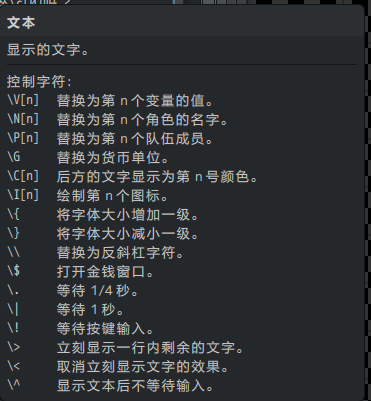 文本
显示的文字。
控制字符:
\V[n] 替换为第 n 个变量的值。
\N[n] 替换为第 n 个角色的名字。
\P[n] 替换为第 n 个队伍成员。
\G 替换为货币单位。
\C[n] 后方的文字显示为第 n 号颜色。
\I[n] 绘制第 n 个图标。
\{ 将字体大小增加一级。
\} 将字体大小减小一级。
\\ 替换为反斜杠字符。
\$ 打开金钱窗口。
\. 等待 1/4 秒。
\| 等待 1 秒。
\! 等待按键输入。
\> 立刻显示一行内剩余的文字。
\< 取消立刻显示文字的效果。
\^ 显示文本后不等待输入。